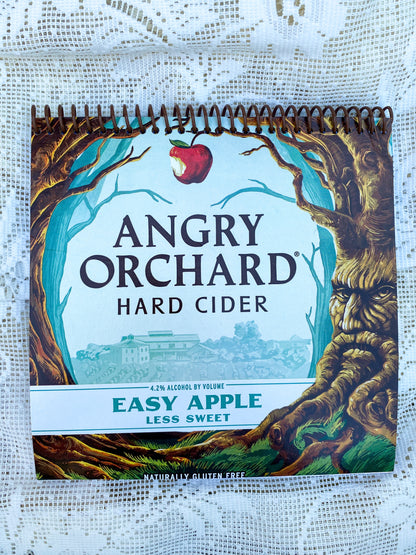 ANGRY
ORCHARD®
HARD CIDER
4.2% ALCOHOL BY VOLUME
EASY APPLE
LESS SWEET
NATURALLY GLUTEN FREE